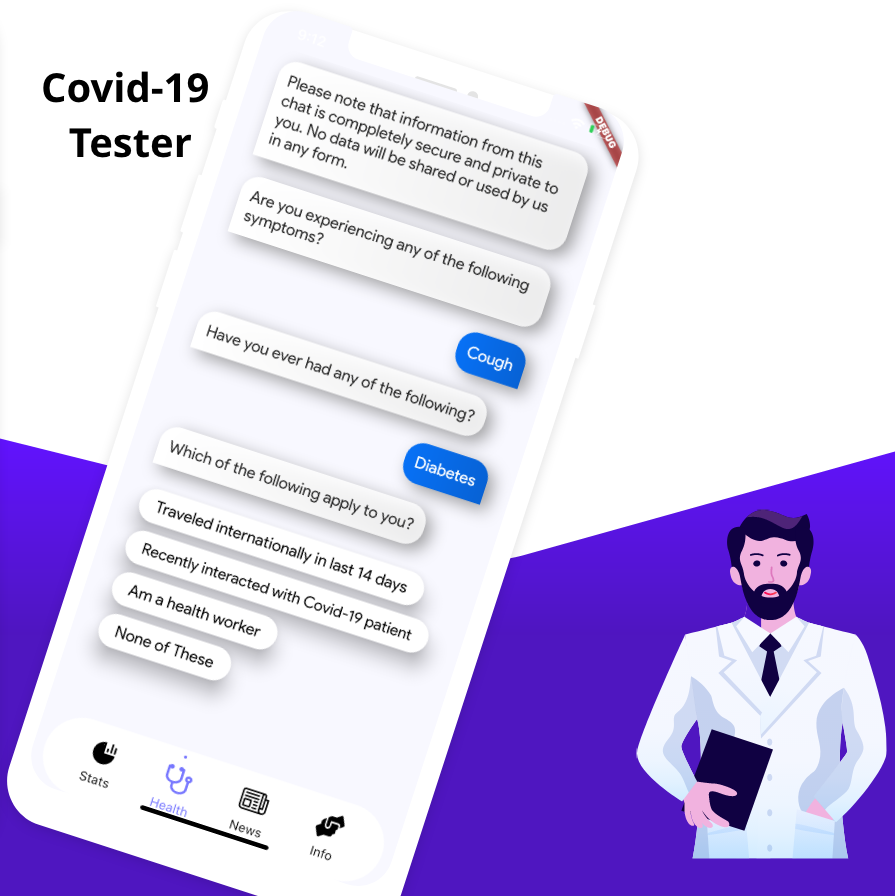 Covid-19
Tester
9:12
DEBUG
Please note that information from this
chat is comppletely secure and private to
you. No data will be shared or used by us
in any form.
Are you experiencing any of the following
symptoms?
Cough
Have you ever had any of the following?
Diabetes
Which of the following apply to you?
Traveled internationally in last 14 days
Recently interacted with Covid-19 patient
Am a health worker
None of These
Stats
Health
News
Info